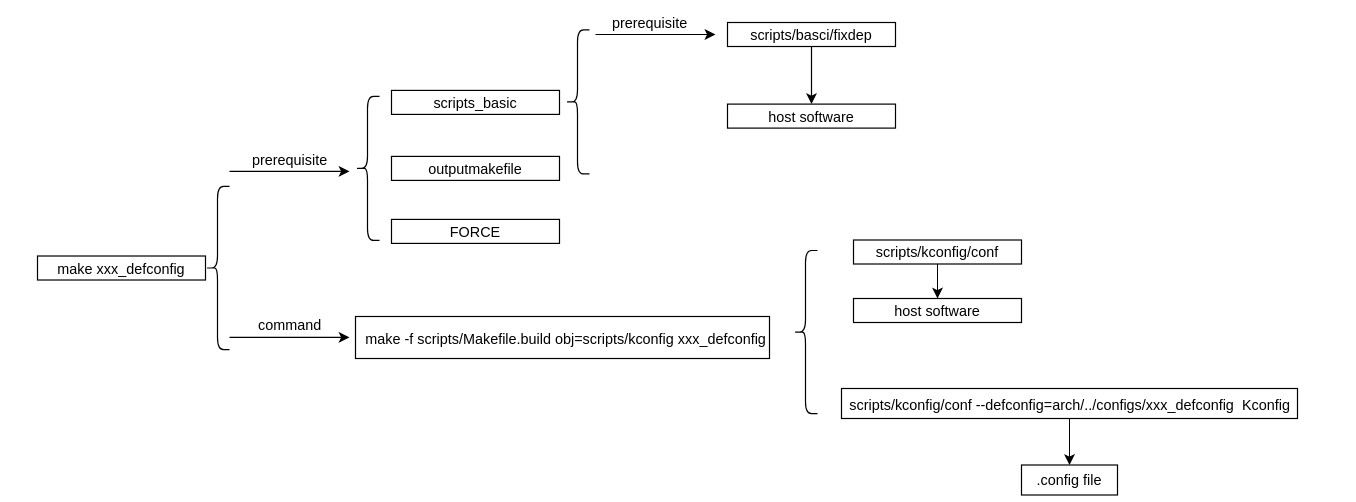 prerequisite
scripts/basci/fixdep
scripts_basic
host software
prerequisite
outputmakefile
FORCE
make xxx_defconfig
scripts/kconfig/conf
host software
command
make -f scripts/Makefile.build obj=scripts/kconfig xxx_defconfig
scripts/kconfig/conf --defconfig=arch/../configs/xxx_defconfig  Kconfig
.config file